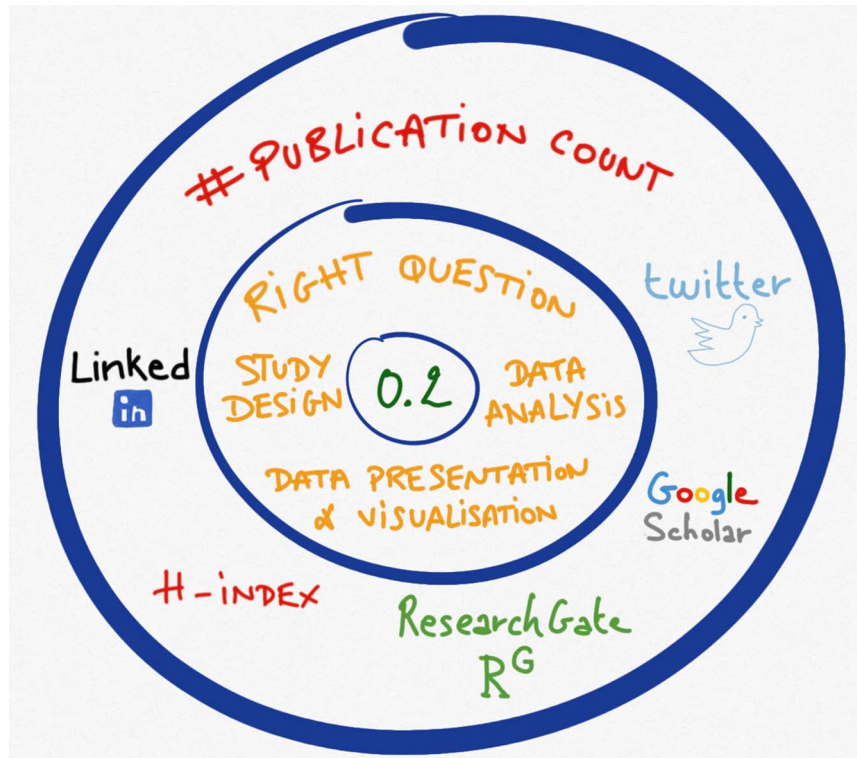 #PUBLiCATiON COUNT
RiGHT QUESTiON
twitter
Linked
in
STUDY
DESiGN
0.2
DATA
ANALYSiS
DATA PRESENTATiON
& ViSUALiSATiON
Google
Scholar
H-iNDEX
ResearchGate
RG